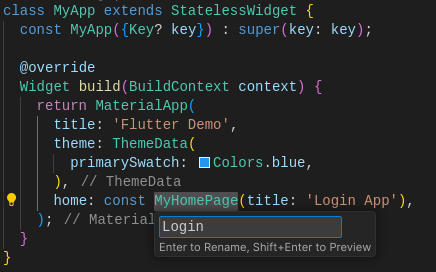 class MyApp extends StatelessWidget {
  const MyApp({Key? key}) : super(key: key);

  @override
  Widget build(BuildContext context) {
    return MaterialApp(
      title: 'Flutter Demo',
      theme: ThemeData(
        primarySwatch: Colors.blue,
      ), // ThemeData
      home: const MyHomePage(title: 'Login App'),
    ); // Material
Login
  }
Enter to Rename, Shift+Enter to Preview
}